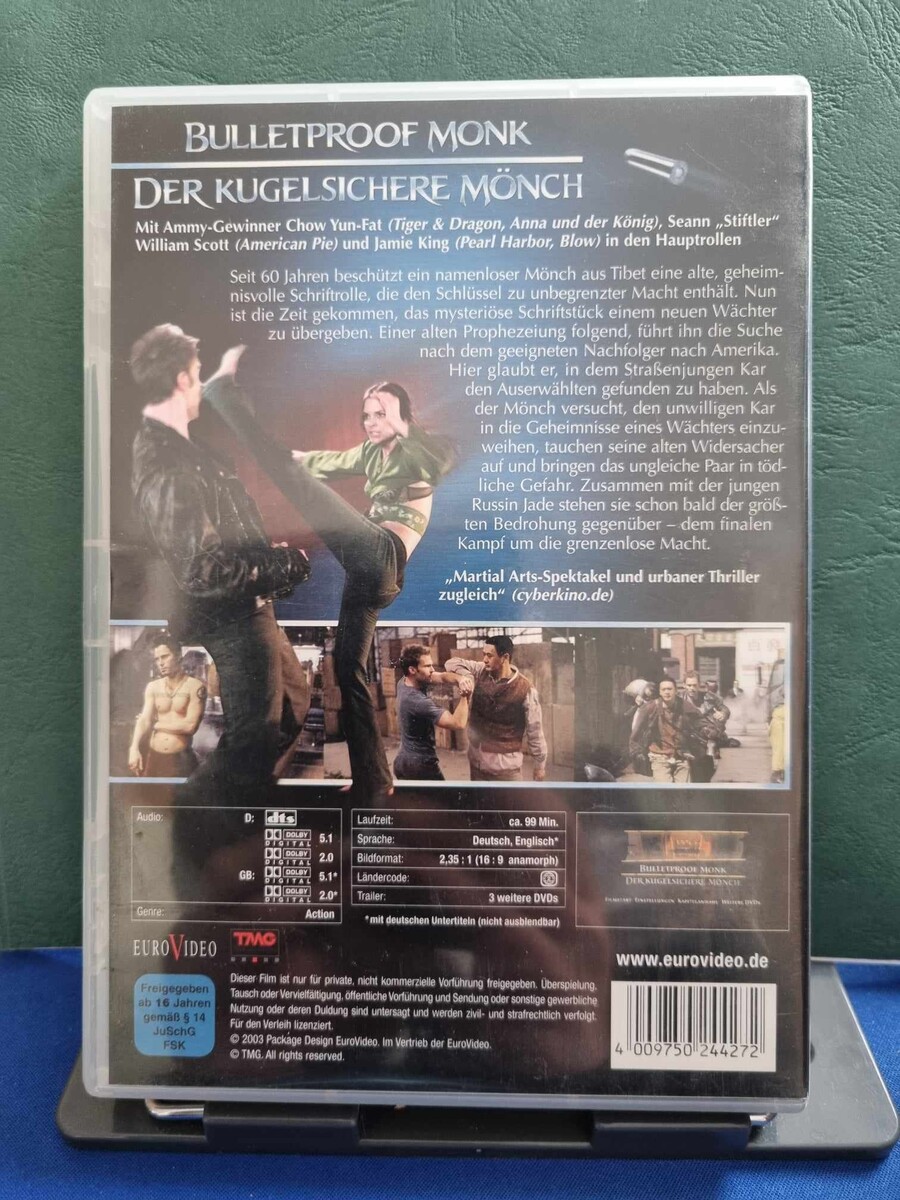 BULLETPROOF MONK
DER KUGELSICHERE MÖNCH
Mit Ammy-Gewinner Chow Yun-Fat (Tiger & Dragon, Anna und der König), Seann „Stiftler“
William Scott (American Pie) und Jamie King (Pearl Harbor, Blow) in den Hauptrollen
Seit 60 Jahren beschützt ein namenloser Mönch aus Tibet eine alte, geheim-
nisvolle Schriftrolle, die den Schlüssel zu unbegrenzter Macht enthält. Nun
ist die Zeit gekommen, das mysteriöse Schriftstück einem neuen Wächter
zu übergeben. Einer alten Prophezeiung folgend, führt ihn die Suche
nach dem geeigneten Nachfolger nach Amerika.
Hier glaubt er, in dem Straßenjungen Kar
den Auserwählten gefunden zu haben. Als
der Mönch versucht, den unwilligen Kar
in die Geheimnisse eines Wächters einzu-
weihen, tauchen seine alten Widersacher
auf und bringen das ungleiche Paar in töd-
liche Gefahr. Zusammen mit der jungen
Russin Jade stehen sie schon bald der größ-
ten Bedrohung gegenüber – dem finalen
Kampf um die grenzenlose Macht.
„Martial Arts-Spektakel und urbaner Thriller
zugleich“ (cyberkino.de)
Audio: D: dts
DOLBY DIGITAL 5.1
DOLBY DIGITAL 2.0
GB: DOLBY DIGITAL 5.1*
DOLBY DIGITAL 2.0*
Genre: Action
Laufzeit: ca. 99 Min.
Sprache: Deutsch, Englisch*
Bildformat: 2,35 : 1 (16 : 9 anamorph)
Ländercode:
Trailer: 3 weitere DVDs
*mit deutschen Untertiteln (nicht ausblendbar)
BULLETPROOF MONK
DER KUGELSICHERE MÖNCH
EUROVIDEO
TMG
www.eurovideo.de
Freigegeben
ab 16 Jahren
gemäß § 14
JuSchG
FSK
Dieser Film ist nur für private, nicht kommerzielle Vorführung freigegeben. Überspielung,
Tausch oder Vervielfältigung, öffentliche Vorführung und Sendung oder sonstige gewerbliche
Nutzung oder deren Duldung sind untersagt und werden zivil- und strafrechtlich verfolgt.
Für den Verleih lizenziert.
© 2003 Package Design EuroVideo. Im Vertrieb der EuroVideo.
© TMG. All rights reserved.
4 009750 244272